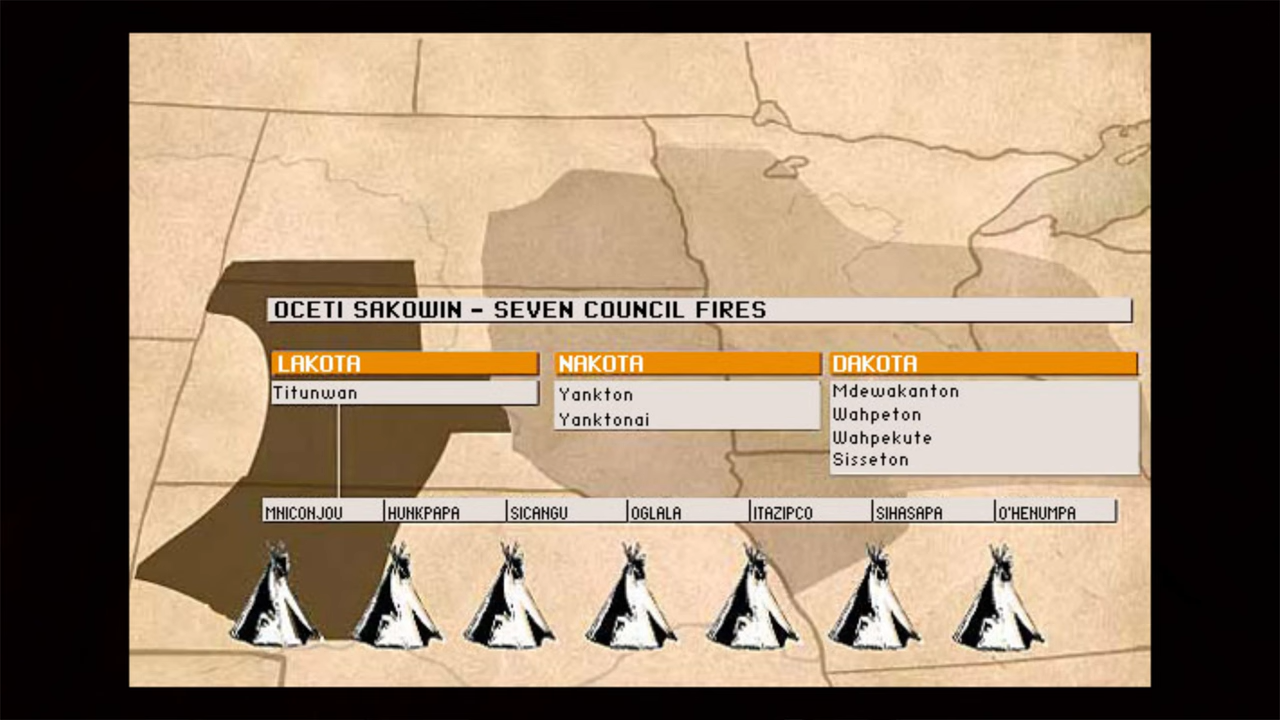 OCETI SAKOWIN - SEVEN COUNCIL FIRES
LAKOTA NAKOTA DAKOTA
Titunwan
Yankton
Yanktonai
Mdewakanton
Wahpeton
Wahpekute
Sisseton
MNICONJOU HUNKPAPA SICANGU OGLALA ITAZIPCO SIHASAPA O'HENUMPA